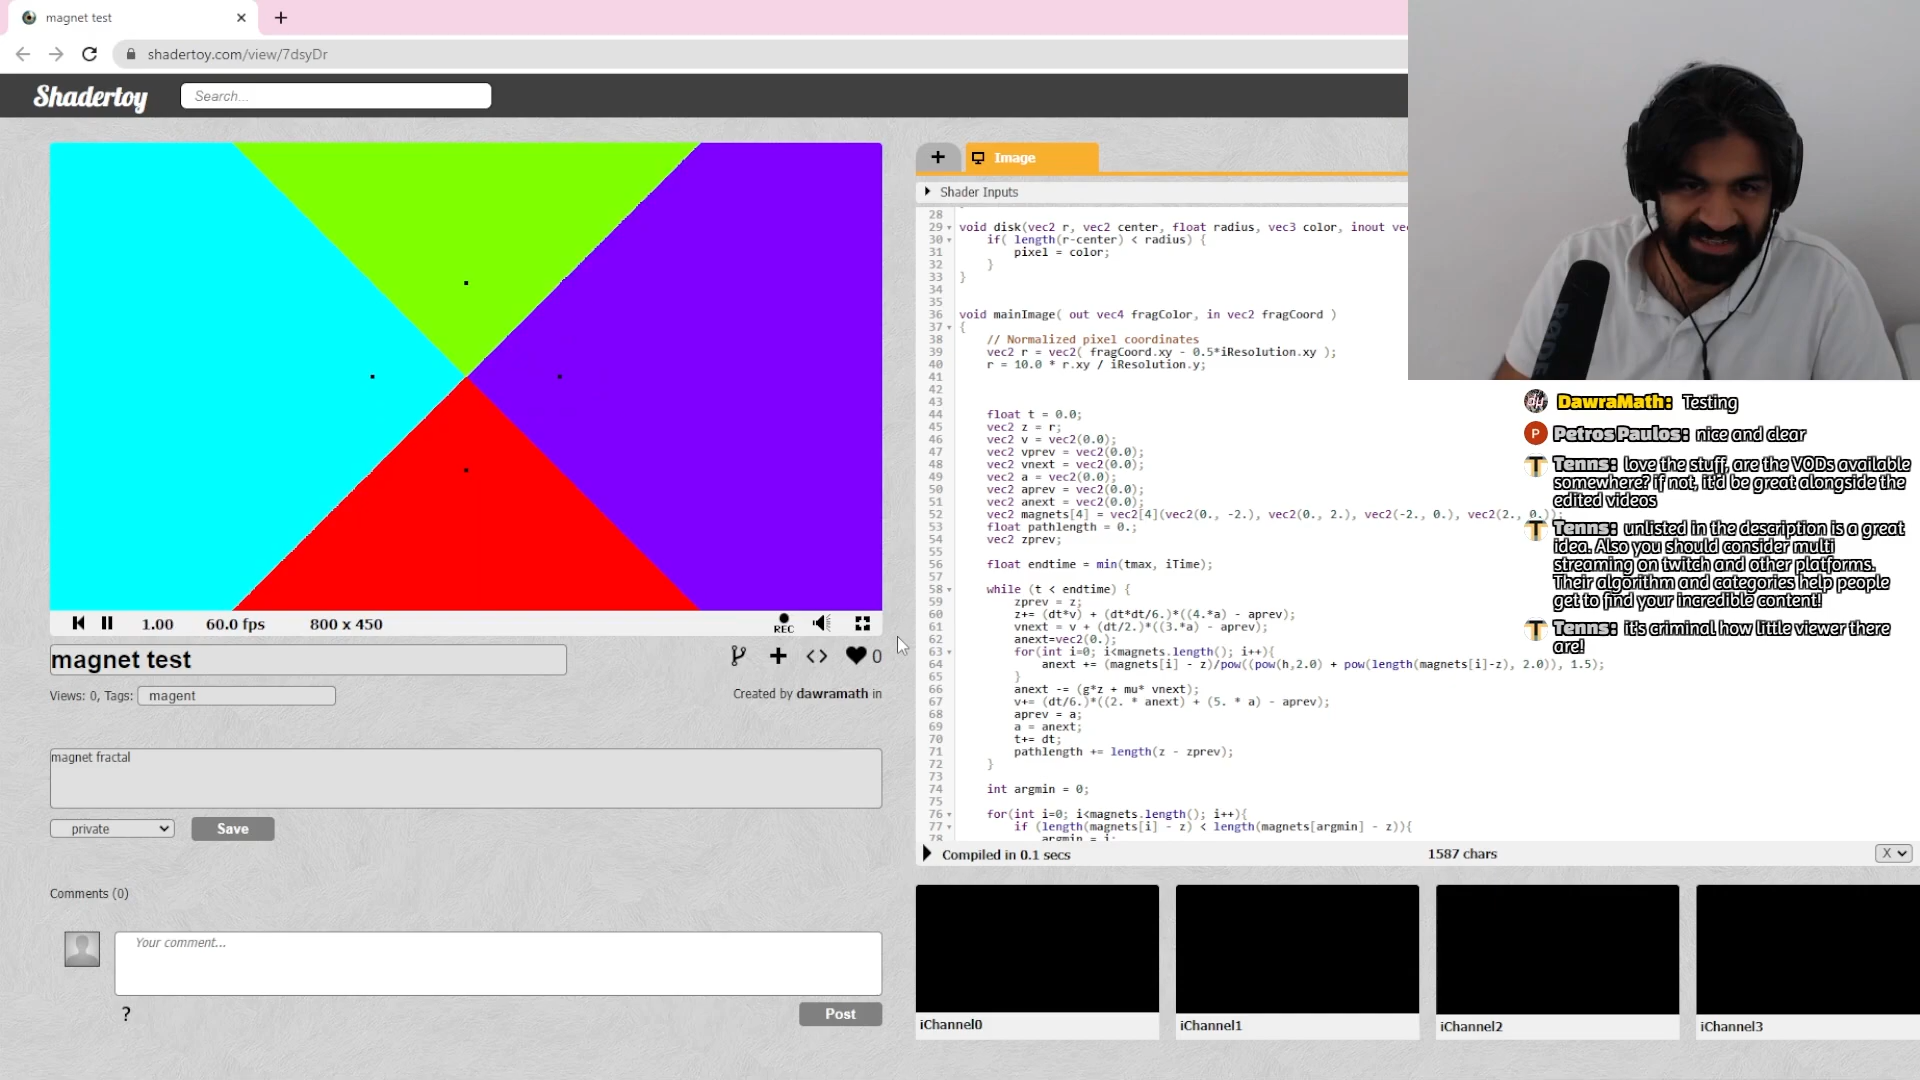 magnet test
shadertoy.com/view/7dsyDr
Shadertoy
Search...
1.00 60.0 fps 800 x 450
REC
magnet test
0
Views: 0, Tags: magent
Created by dawramath in
magnet fractal
private Save
Comments (0)
Your comment...
?
Post
+ Image
Shader Inputs
28
29 void disk(vec2 r, vec2 center, float radius, vec3 color, inout vec
30 if( length(r-center) < radius) {
31 pixel = color;
32 }
33 }
34
35
36 void mainImage( out vec4 fragColor, in vec2 fragCoord )
37 {
38 // Normalized pixel coordinates
39 vec2 r = vec2( fragCoord.xy - 0.5*iResolution.xy );
40 r = 10.0 * r.xy / iResolution.y;
41
42
43
44 float t = 0.0;
45 vec2 z = r;
46 vec2 v = vec2(0.0);
47 vec2 vprev = vec2(0.0);
48 vec2 vnext = vec2(0.0);
49 vec2 a = vec2(0.0);
50 vec2 aprev = vec2(0.0);
51 vec2 anext = vec2(0.0);
52 vec2 magnets[4] = vec2[4](vec2(0., -2.), vec2(0., 2.), vec2(-2., 0.), vec2(2., 0.));
53 float pathlength = 0.;
54 vec2 zprev;
55
56 float endtime = min(tmax, iTime);
57
58 while (t < endtime) {
59 zprev = z;
60 z+= (dt*v) + (dt*dt/6.)*((4.*a) - aprev);
61 vnext = v + (dt/2.)*((3.*a) - aprev);
62 anext=vec2(0.);
63 for(int i=0; i<magnets.length(); i++){
64 anext += (magnets[i] - z)/pow((pow(h,2.0) + pow(length(magnets[i]-z), 2.0)), 1.5);
65 }
66 anext -= (g*z + mu* vnext);
67 v+= (dt/6.)*((2. * anext) + (5. * a) - aprev);
68 aprev = a;
69 a = anext;
70 t+= dt;
71 pathlength += length(z - zprev);
72 }
73
74 int argmin = 0;
75
76 for(int i=0; i<magnets.length(); i++){
77 if (length(magnets[i] - z) < length(magnets[argmin] - z)){
78 argmin = i;
Compiled in 0.1 secs 1587 chars X
iChannel0 iChannel1 iChannel2 iChannel3
DawraMath: Testing
Petros Paulos: nice and clear
Tenns: love the stuff, are the VODs available
somewhere? if not, it'd be great alongside the
edited videos
Tenns: unlisted in the description is a great
idea. Also you should consider multi
streaming on twitch and other platforms.
Their algorithm and categories help people
get to find your incredible content!
Tenns: it's criminal how little viewer there
are!